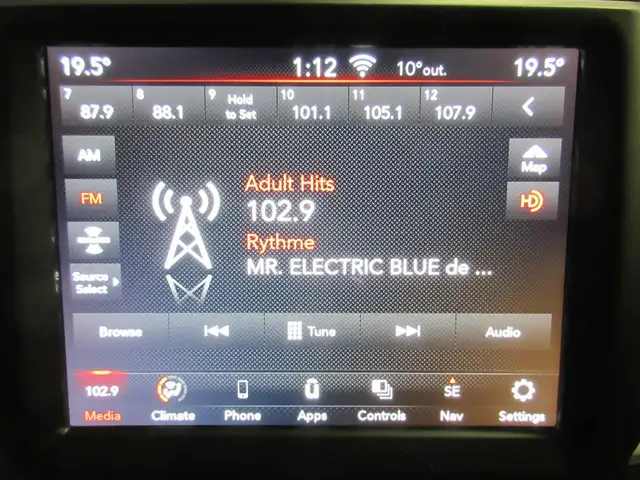 19.5°
1:12
10°out.
19.5°
7 87.9
8 88.1
9 Hold to Set
10 101.1
11 105.1
12 107.9
AM
Map
Adult Hits
FM
HD
102.9
Rythme
MR. ELECTRIC BLUE de ...
Source
Select
Browse
Tune
Audio
102.9
SE
Media
Climate
Phone
Apps
Controls
Nav
Settings